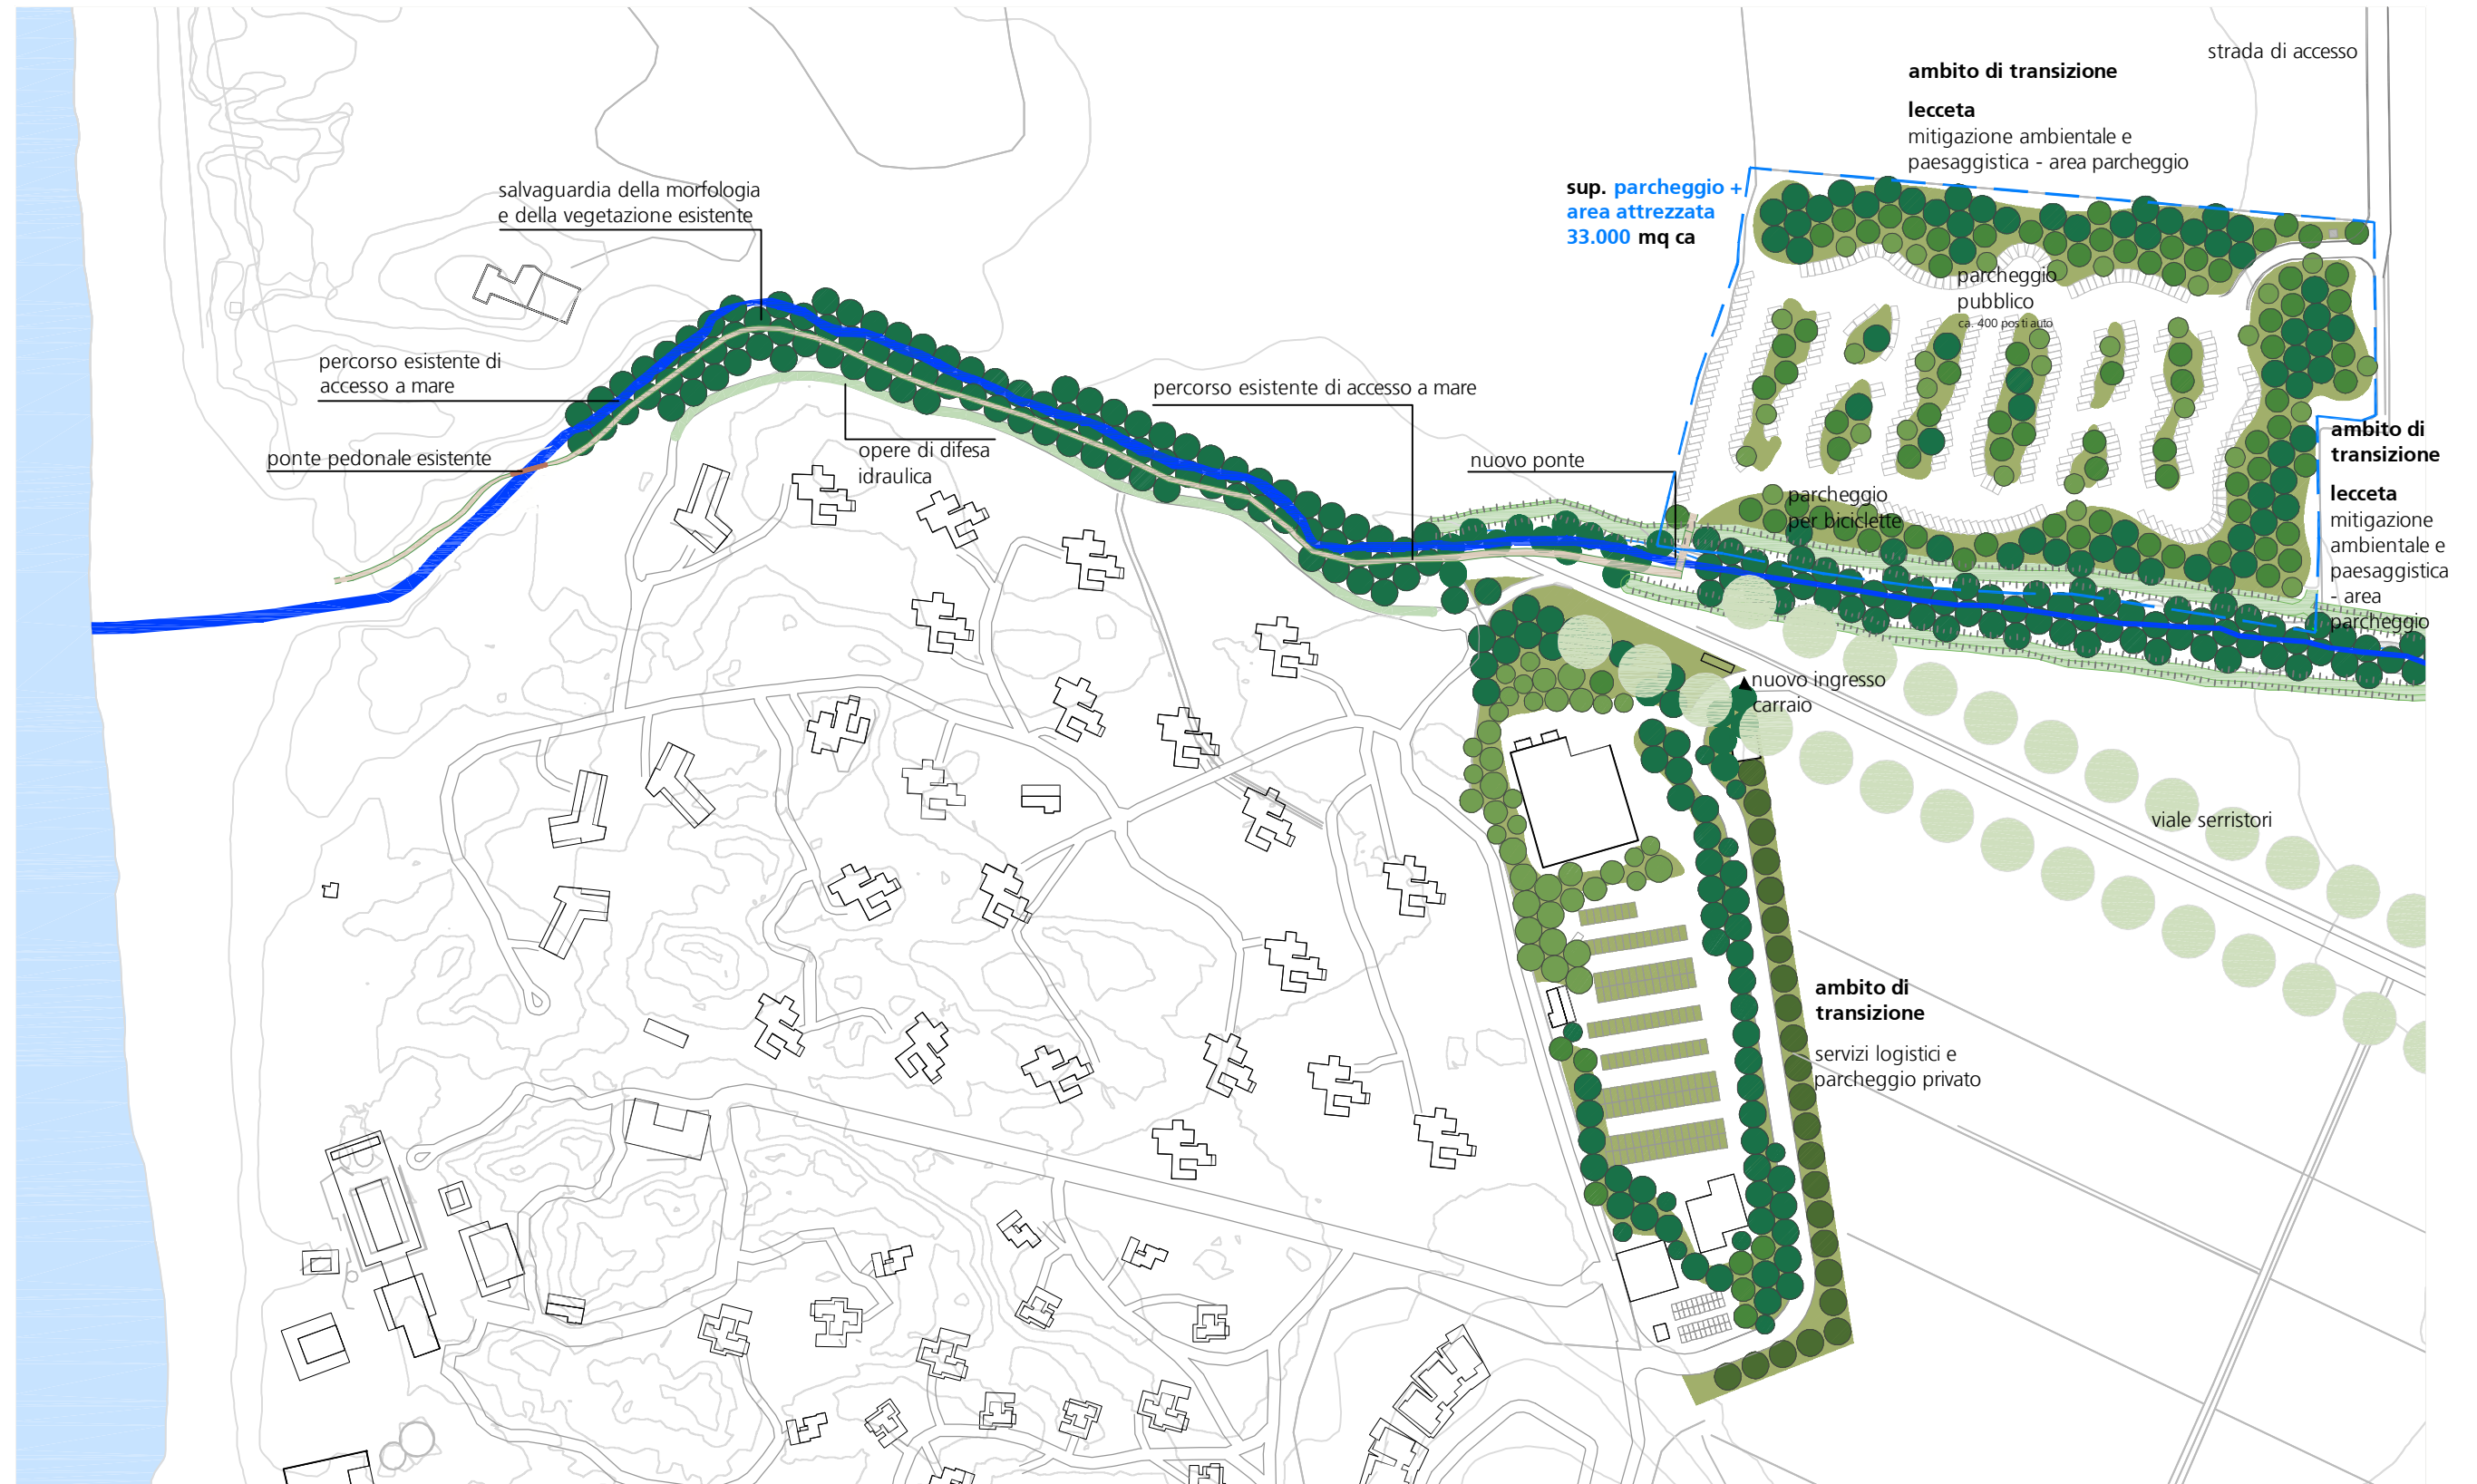 strada di accesso
ambito di transizione
lecceta
mitigazione ambientale e
paesaggistica - area parcheggio
sup. parcheggio +
area attrezzata
33.000 mq ca
salvaguardia della morfologia
e della vegetazione esistente
parcheggio
pubblico
ca. 400 posti auto
percorso esistente di
accesso a mare
percorso esistente di accesso a mare
ponte pedonale esistente
opere di difesa
idraulica
nuovo ponte
parcheggio
per biciclette
ambito di
transizione
lecceta
mitigazione
ambientale e
paesaggistica
- area
parcheggio
nuovo ingresso
carraio
viale serristori
ambito di
transizione
servizi logistici e
parcheggio privato